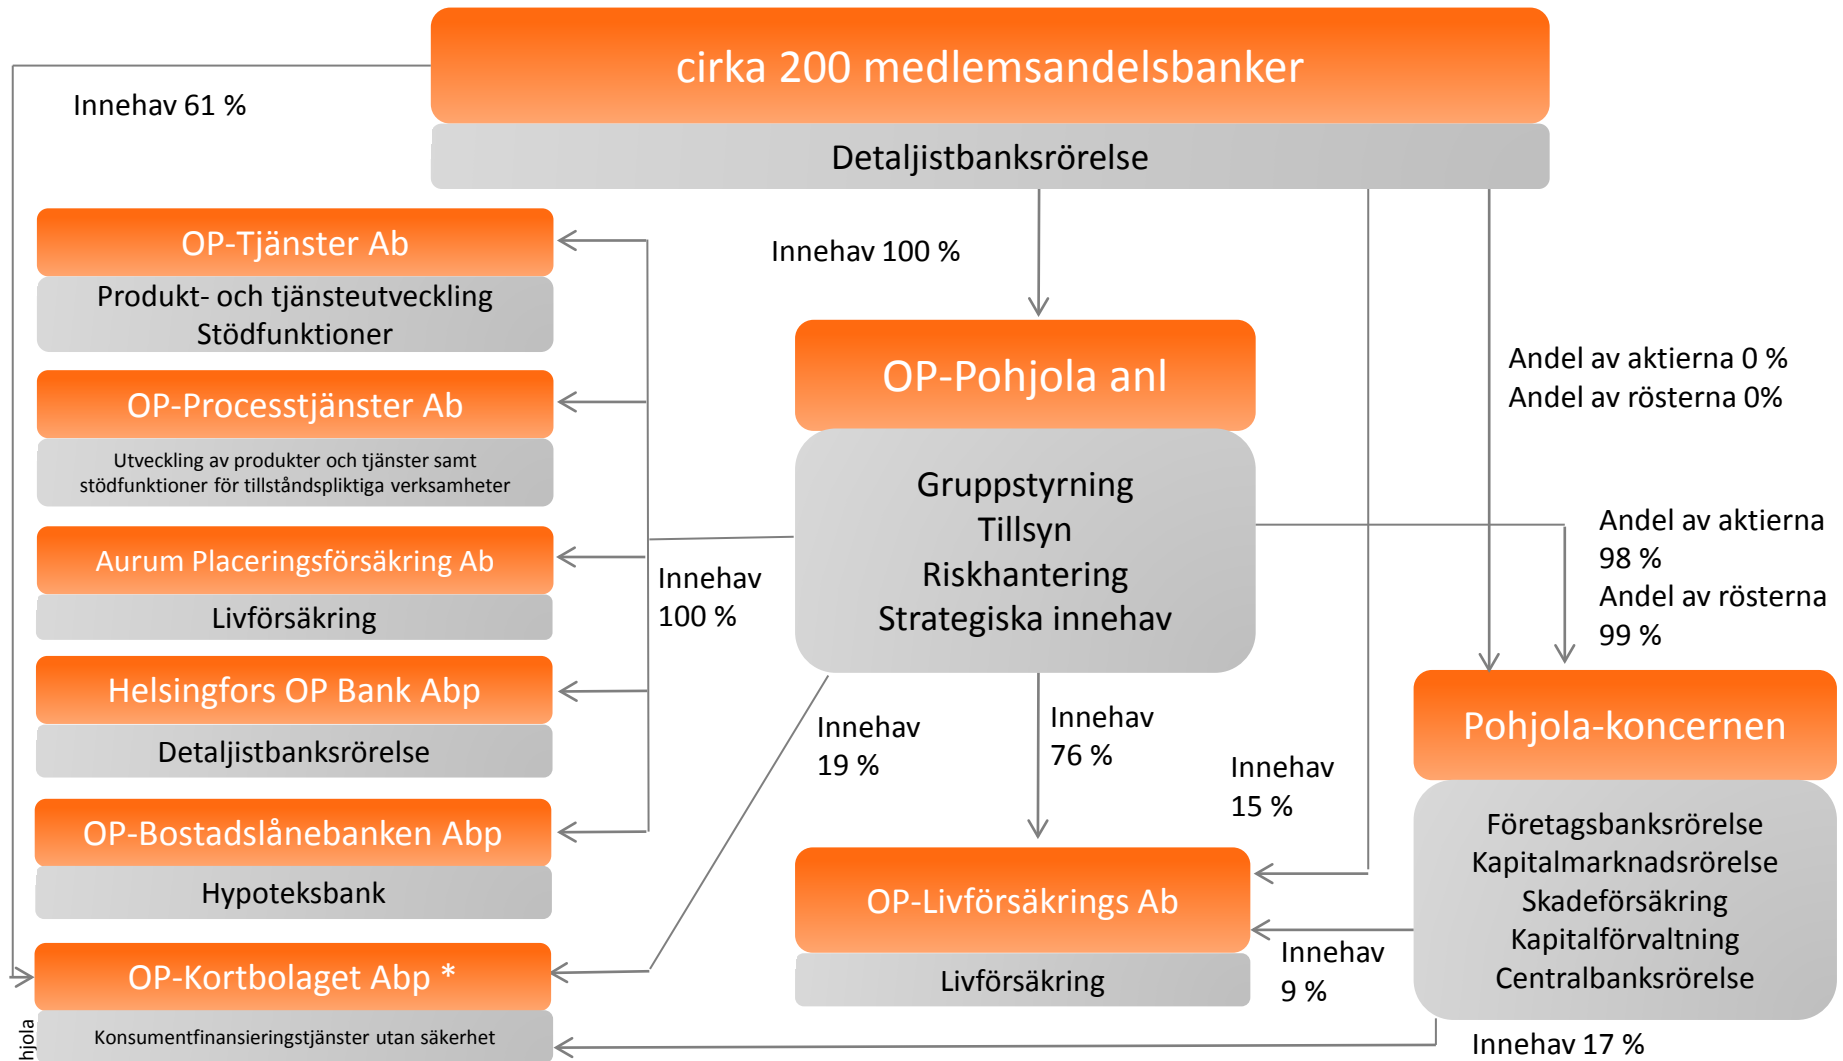 cirka 200 medlemsandelsbanker
Detaljistbanksrörelse
Innehav 61 %
OP-Tjänster Ab
Produkt- och tjänsteutveckling
Stödfunktioner
OP-Processtjänster Ab
Utveckling av produkter och tjänster samt
stödfunktioner för tillståndspliktiga verksamheter
Aurum Placeringsförsäkring Ab
Livförsäkring
Helsingfors OP Bank Abp
Detaljistbanksrörelse
OP-Bostadslånebanken Abp
Hypoteksbank
OP-Kortbolaget Abp *
Konsumentfinansieringstjänster utan säkerhet
hjola
Innehav
100 %
Innehav 100 %
OP-Pohjola anl
Gruppstyrning
Tillsyn
Riskhantering
Strategiska innehav
Innehav
19 %
Innehav
76 %
Innehav
15 %
OP-Livförsäkrings Ab
Livförsäkring
Innehav
9 %
Andel av aktierna 0 %
Andel av rösterna 0%
Andel av aktierna
98 %
Andel av rösterna
99 %
Pohjola-koncernen
Företagsbanksrörelse
Kapitalmarknadsrörelse
Skadeförsäkring
Kapitalförvaltning
Centralbanksrörelse
Innehav 17 %